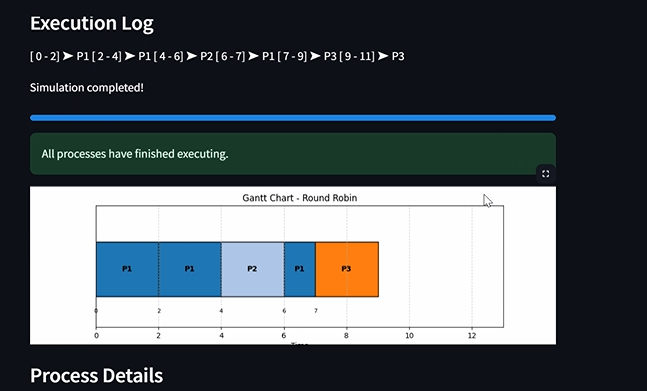 Execution Log
[ 0 - 2] ➤ P1 [ 2 - 4] ➤ P1 [ 4 - 6] ➤ P2 [ 6 - 7] ➤ P1 [ 7 - 9] ➤ P3 [ 9 - 11] ➤ P3
Simulation completed!
All processes have finished executing.
Gantt Chart - Round Robin
P1 P1 P2 P1 P3
0 2 4 6 7
0 2 4 6 8 10 12
Process Details